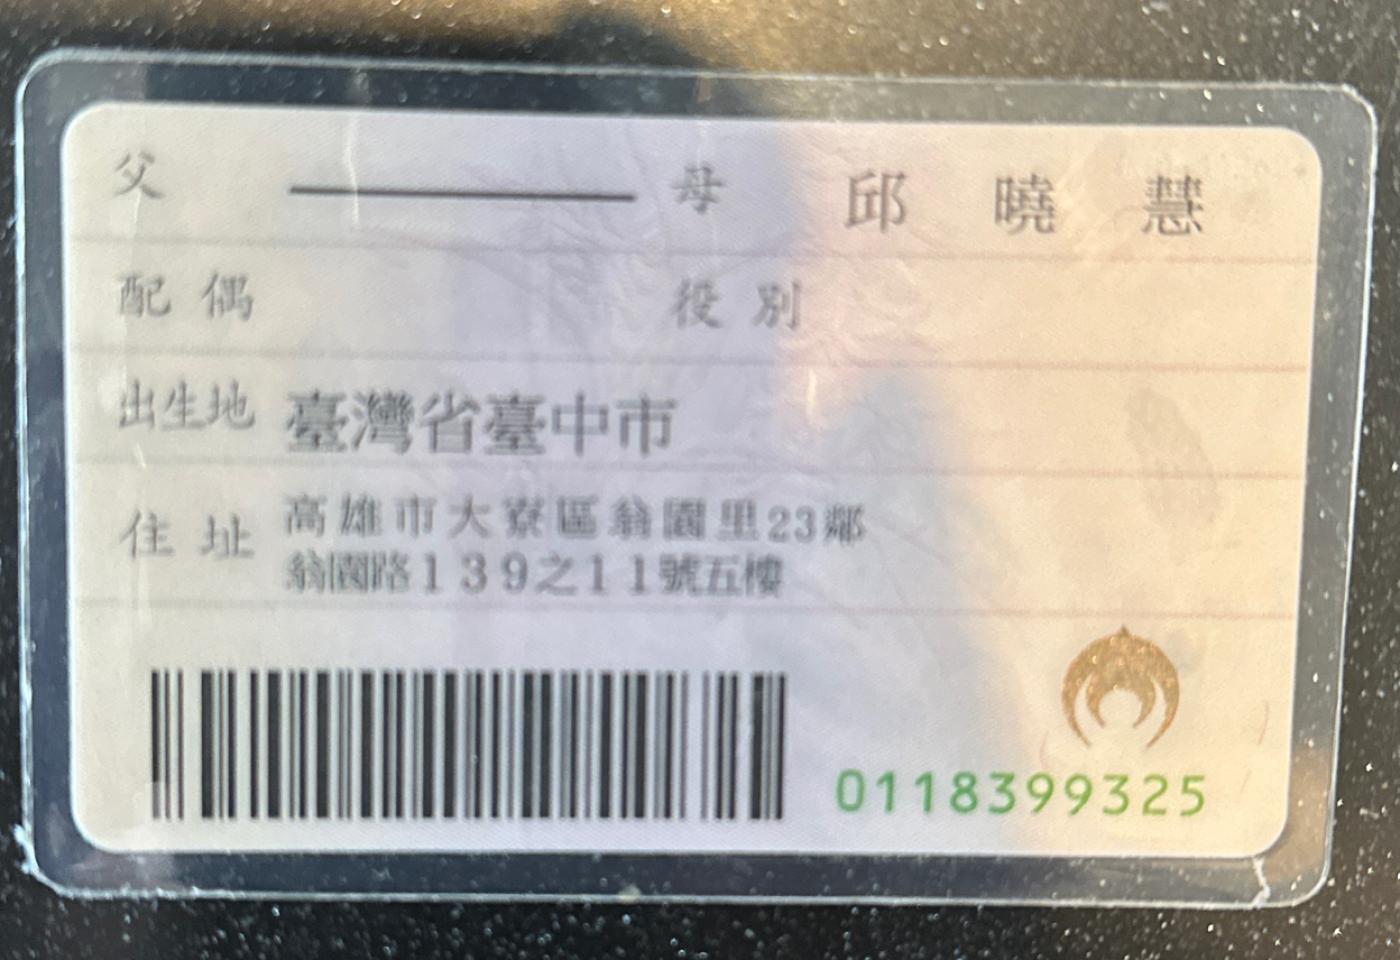 父 母 邱曉慧
配偶 役別
出生地 臺灣省臺中市
住址 高雄市大寮區翁園里23鄰
翁園路139之11號五樓
0118399325